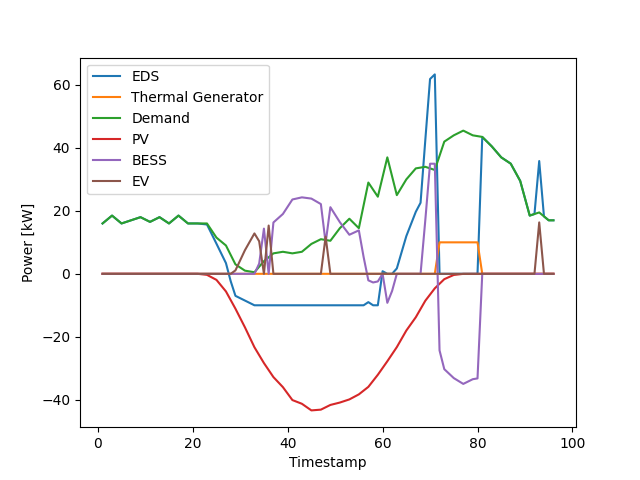 EDS
Thermal Generator
Demand
PV
BESS
EV
Power [kW]
60
40
20
0
−20
−40
0
20
40
60
80
100
Timestamp